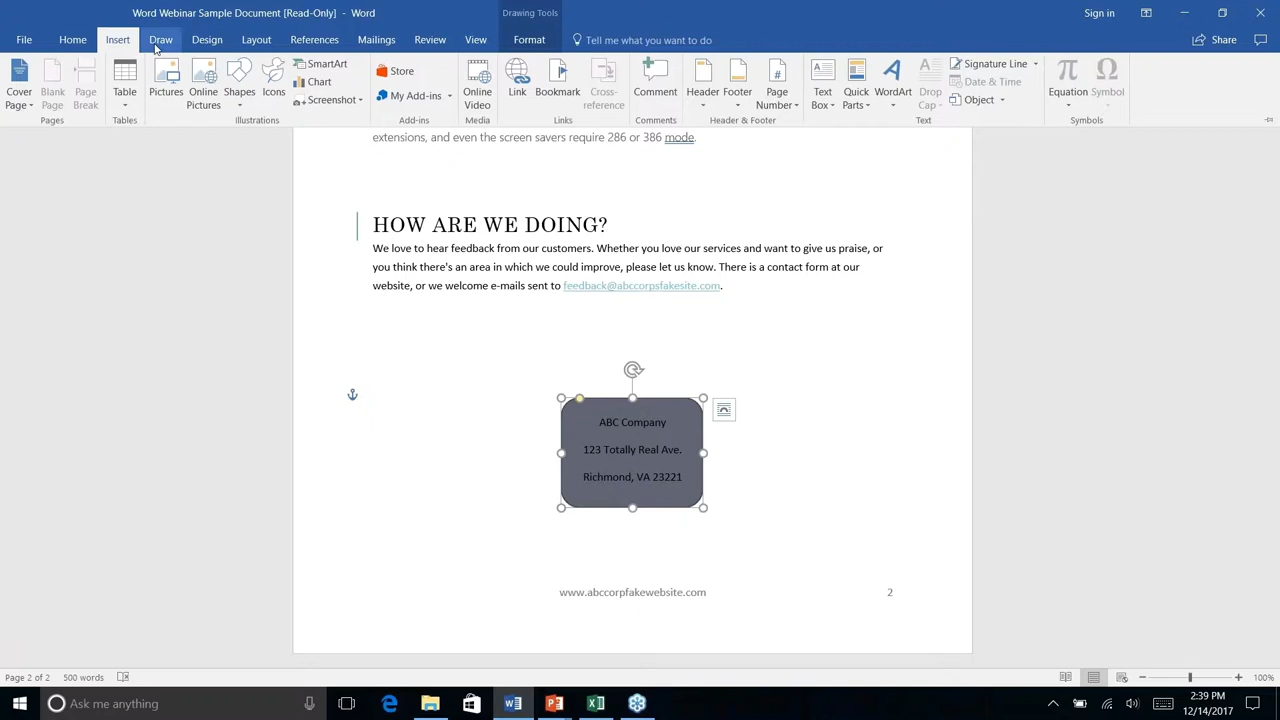 Word Webinar Sample Document [Read-Only] - Word
Drawing Tools
Sign in
File Home Insert Draw Design Layout References Mailings Review View Format Tell me what you want to do Share
Cover Page
Blank Page
Page Break
Pages
Table
Tables
Pictures
Online Pictures
Shapes
Icons
SmartArt
Chart
Screenshot
Illustrations
Store
My Add-ins
Add-ins
Online Video
Media
Link
Bookmark
Cross-reference
Links
Comment
Comments
Header
Footer
Page Number
Header & Footer
Text Box
Quick Parts
WordArt
Drop Cap
Signature Line
Date & Time
Object
Text
Equation
Symbol
Symbols
extensions, and even the screen savers require 286 or 386 mode.
HOW ARE WE DOING?
We love to hear feedback from our customers. Whether you love our services and want to give us praise, or
you think there's an area in which we could improve, please let us know. There is a contact form at our
website, or we welcome e-mails sent to feedback@abccorpsfakesite.com.
ABC Company
123 Totally Real Ave.
Richmond, VA 23221
www.abccorpfakewebsite.com 2
Page 2 of 2 500 words 100%
Ask me anything
2:39 PM
12/14/2017